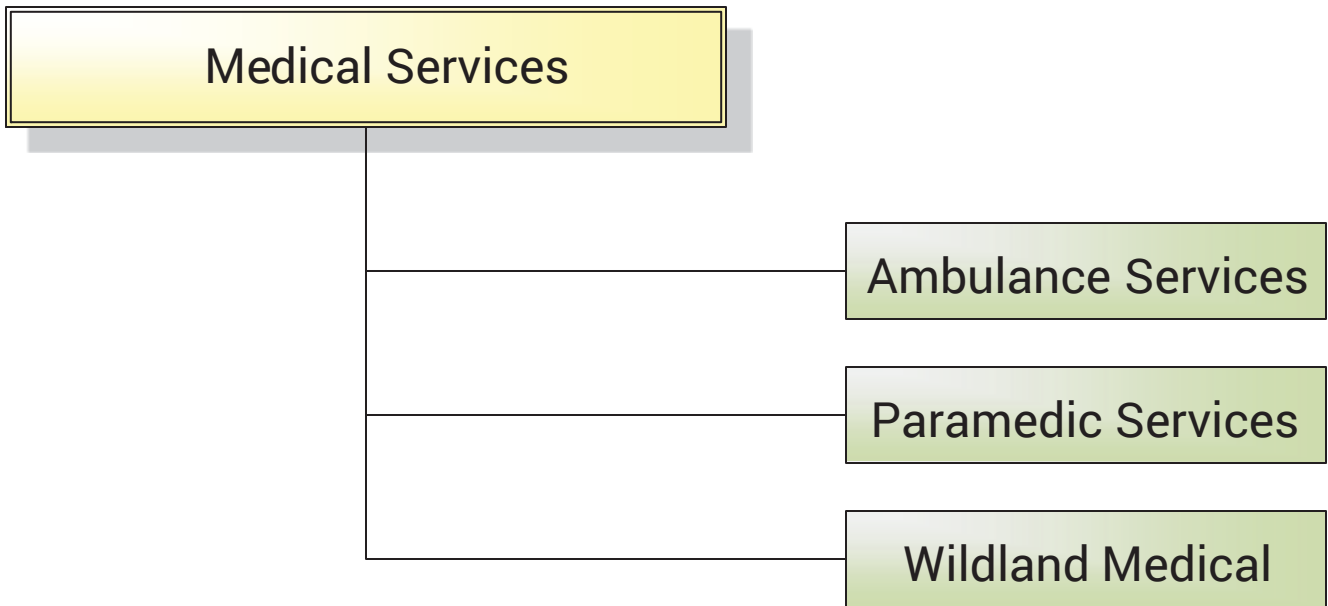 Medical Services
Ambulance Services
Paramedic Services
Wildland Medical